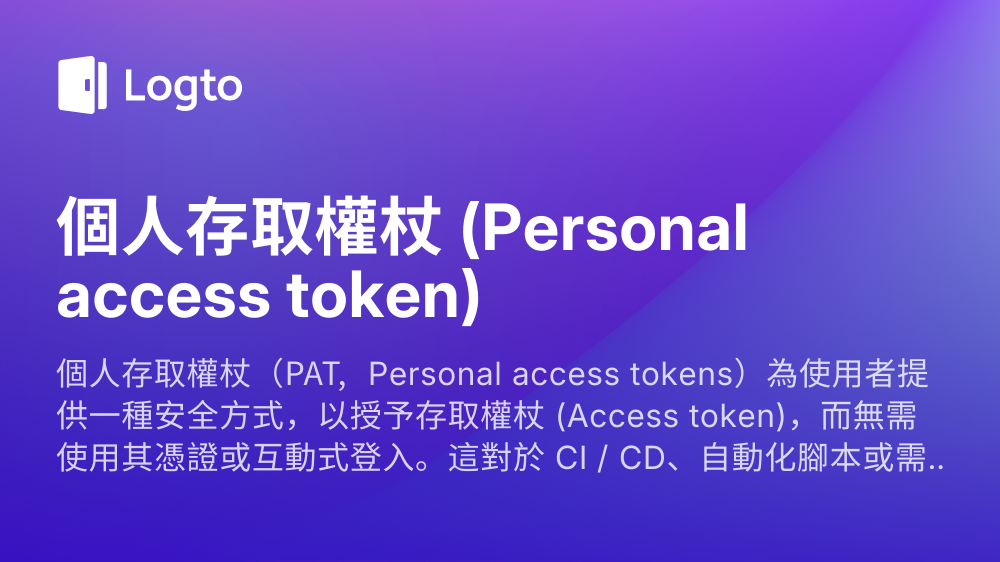 Logto
個人存取權杖 (Personal
access token)
個人存取權杖（PAT，Personal access tokens）為使用者提
供一種安全方式，以授予存取權杖 (Access token)，而無需
使用其憑證或互動式登入。這對於 CI / CD、自動化腳本或需..